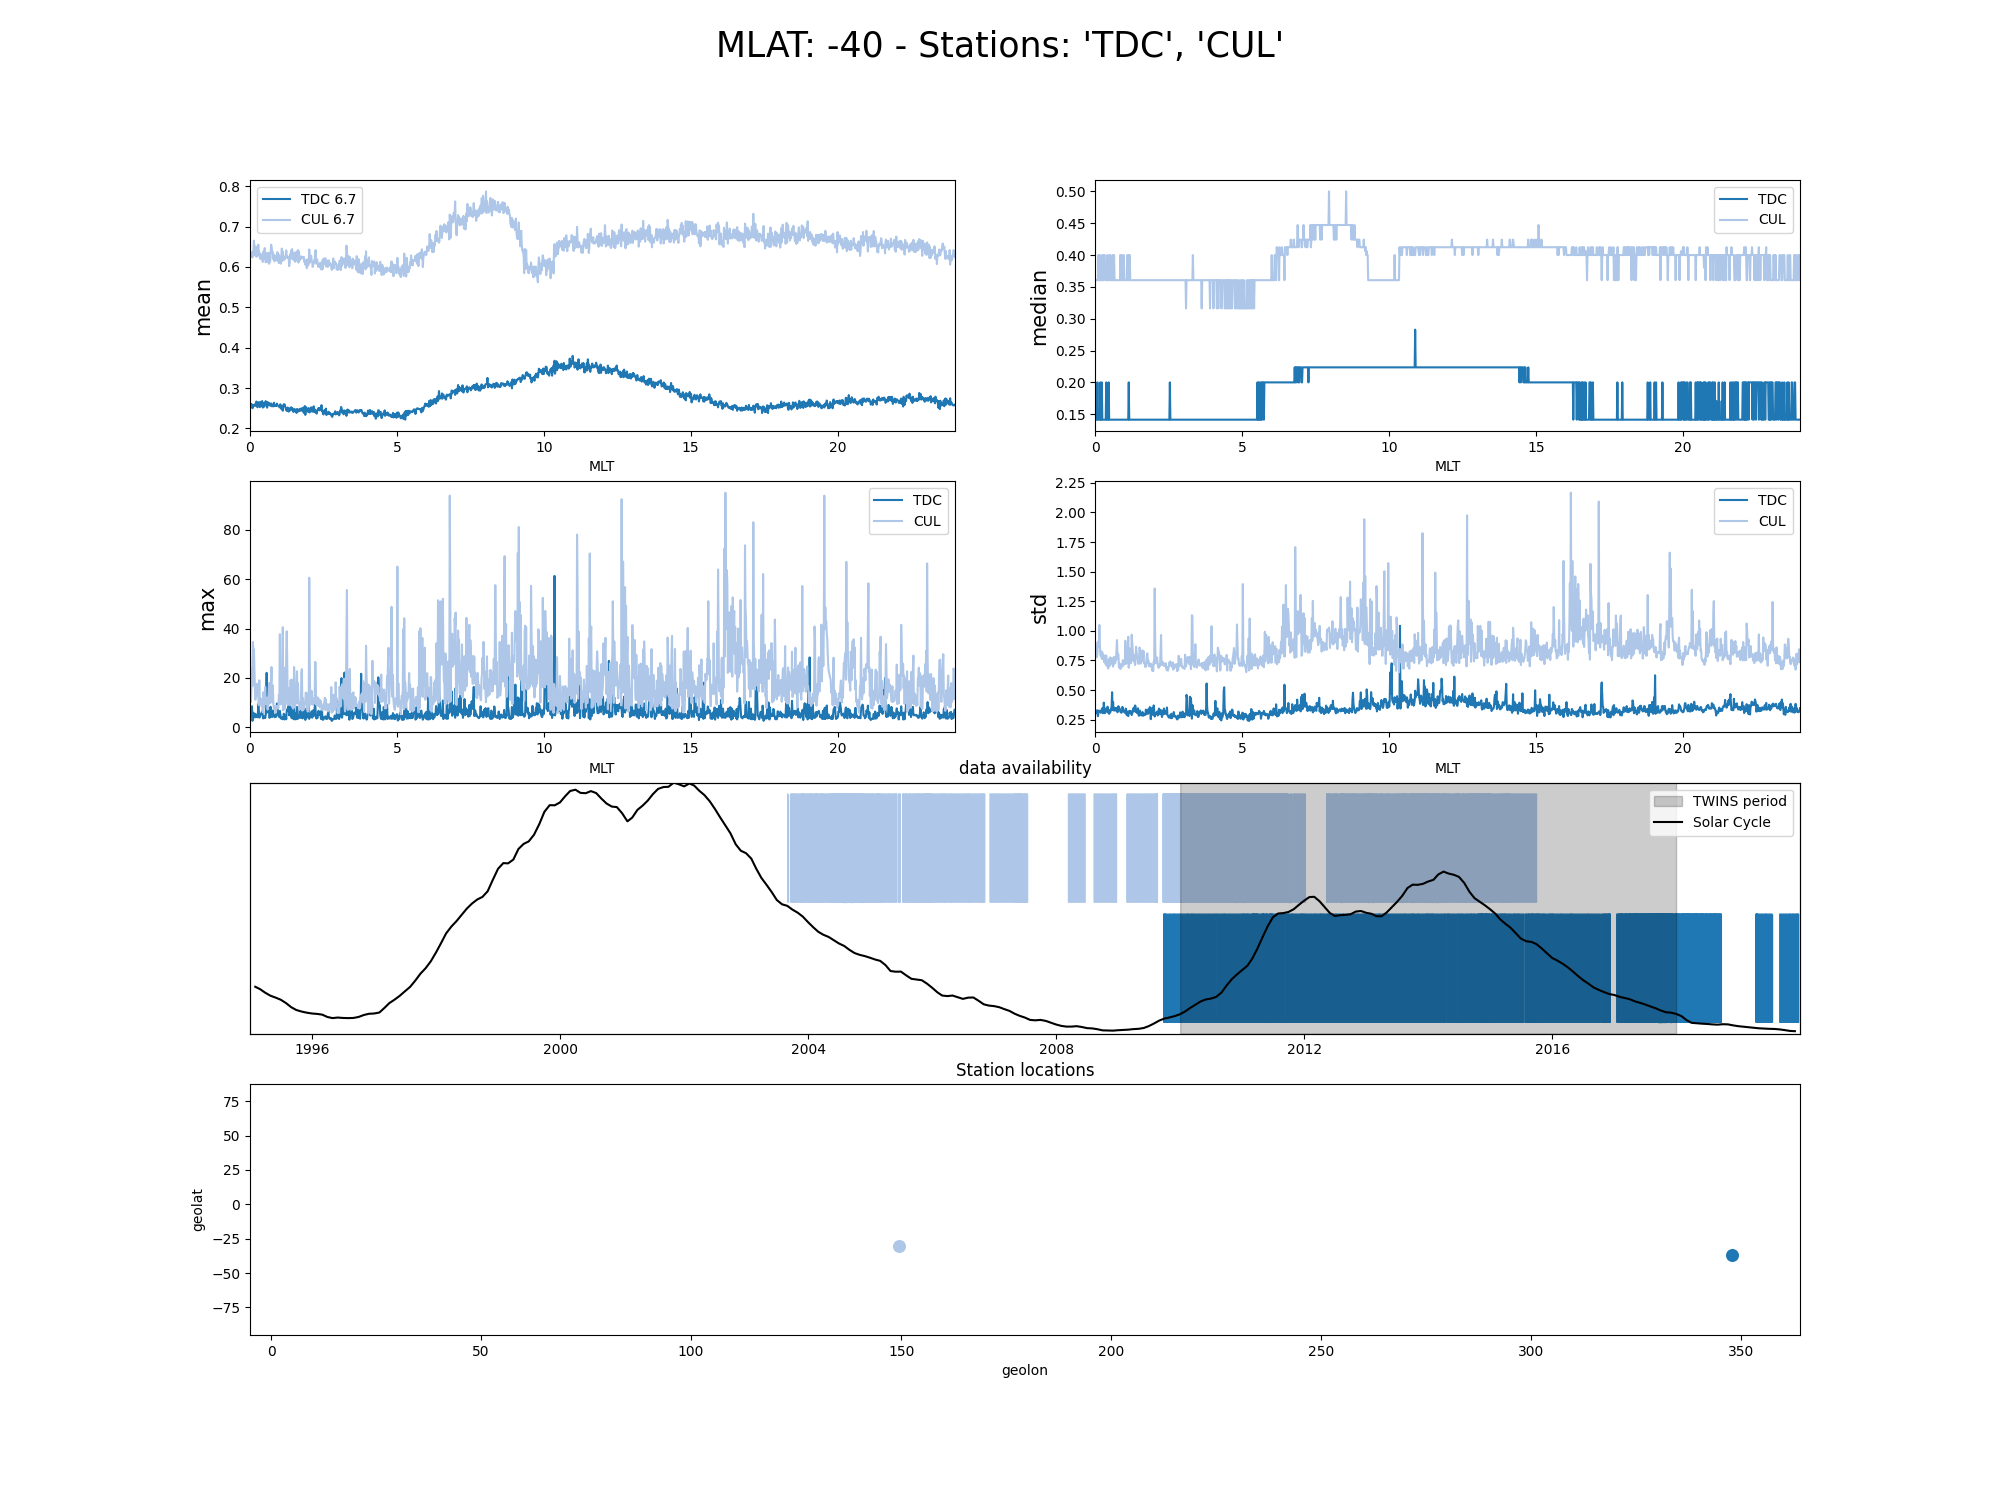 MLAT: -40 - Stations: 'TDC', 'CUL'
0.8
0.7
0.6
0.5
0.4
0.3
0.2
mean
TDC 6.7
CUL 6.7
0 5 10 15 20
MLT
0.50
0.45
0.40
0.35
0.30
0.25
0.20
0.15
median
TDC
CUL
0 5 10 15 20
MLT
80
60
40
20
0
max
TDC
CUL
0 5 10 15 20
MLT
2.25
2.00
1.75
1.50
1.25
1.00
0.75
0.50
0.25
std
TDC
CUL
0 5 10 15 20
MLT
data availability
TWINS period
Solar Cycle
1996 2000 2004 2008 2012 2016
Station locations
75
50
25
0
−25
−50
−75
geolat
0 50 100 150 200 250 300 350
geolon